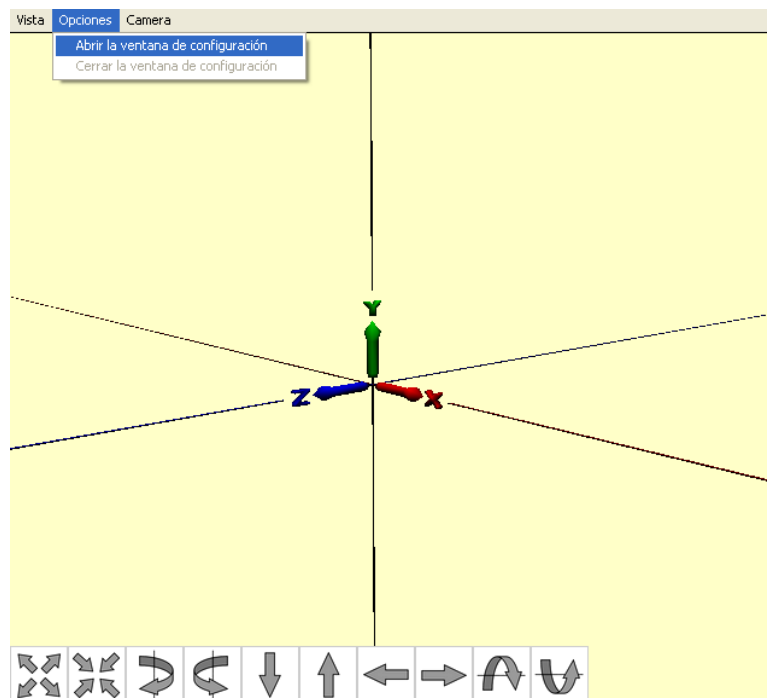 Vista Opciones Camera
Abrir la ventana de configuración
Cerrar la ventana de configuración
Y
Z X